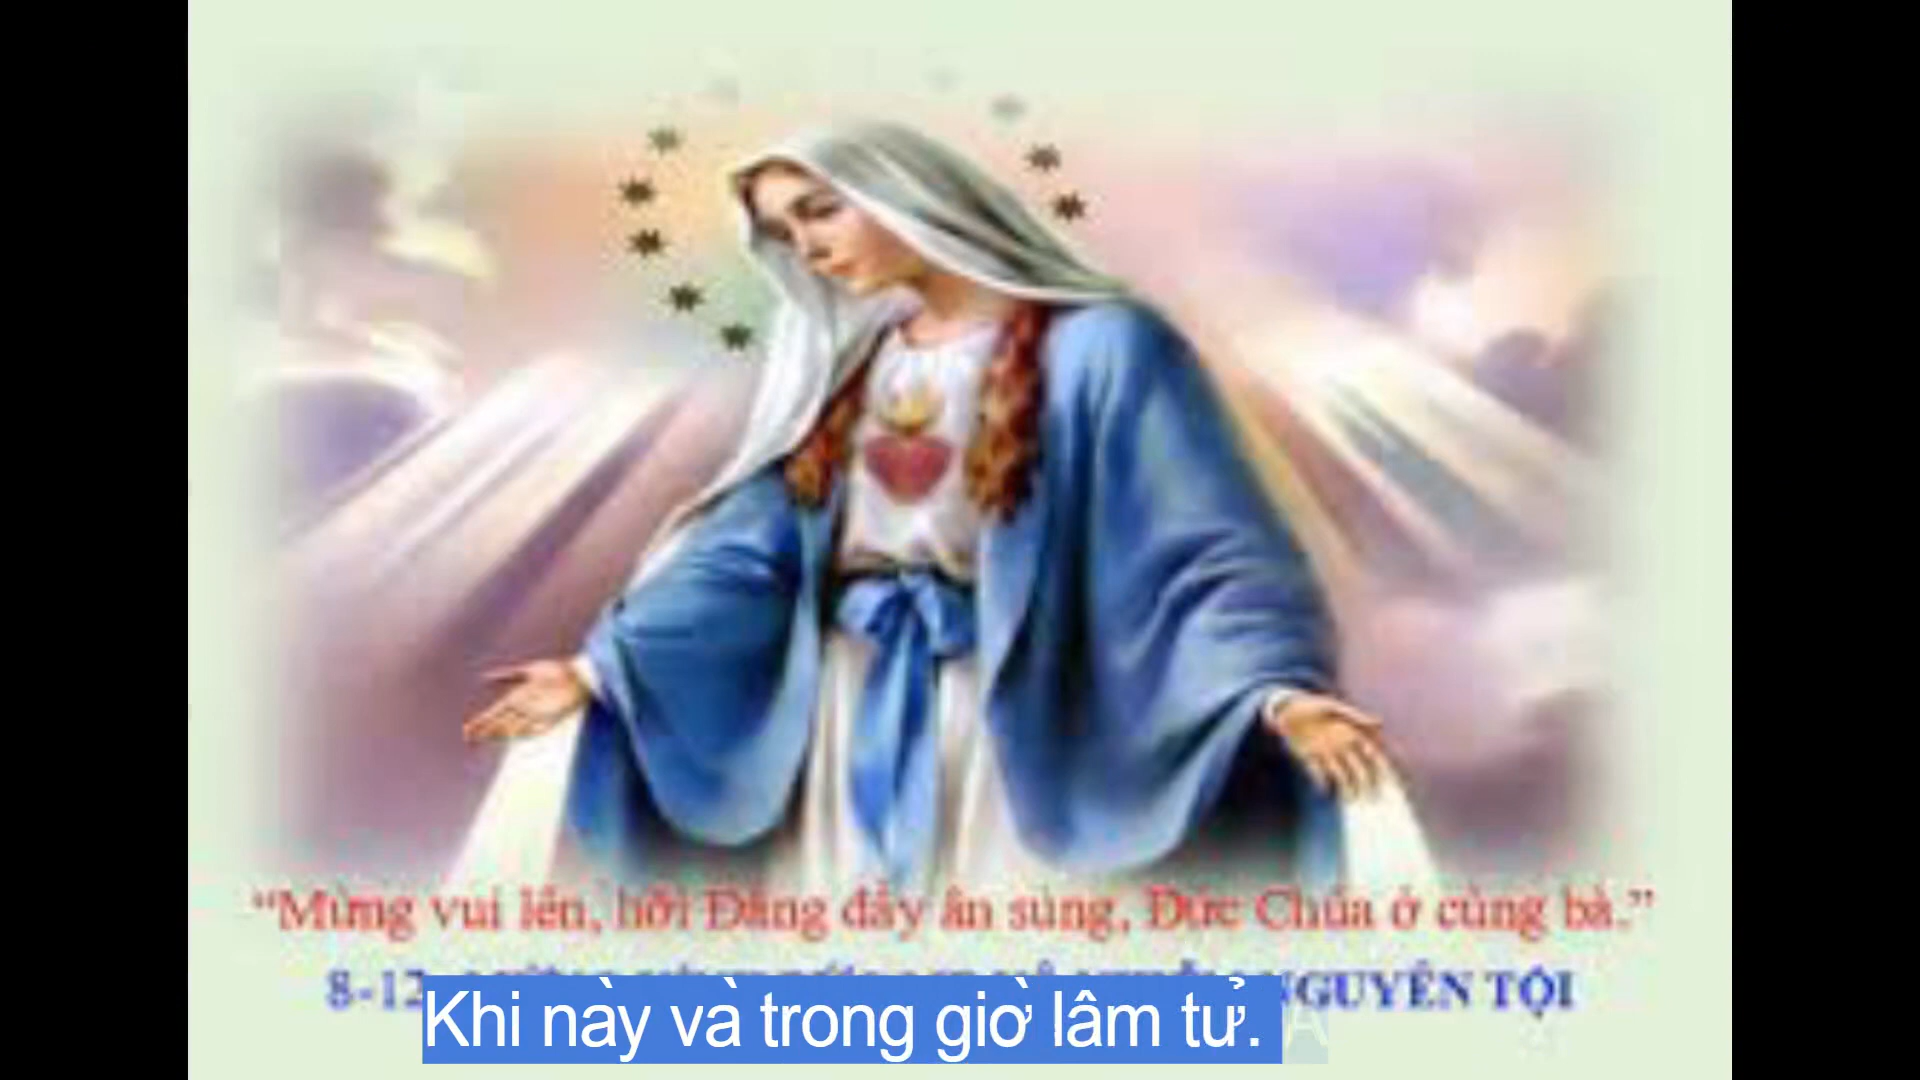 “Mừng vui lên, hỡi Đấng đầy ân sủng, Đức Chúa ở cùng bà.”
8-12 NGUYÊN TỘI
Khi này và trong giờ lâm tử.